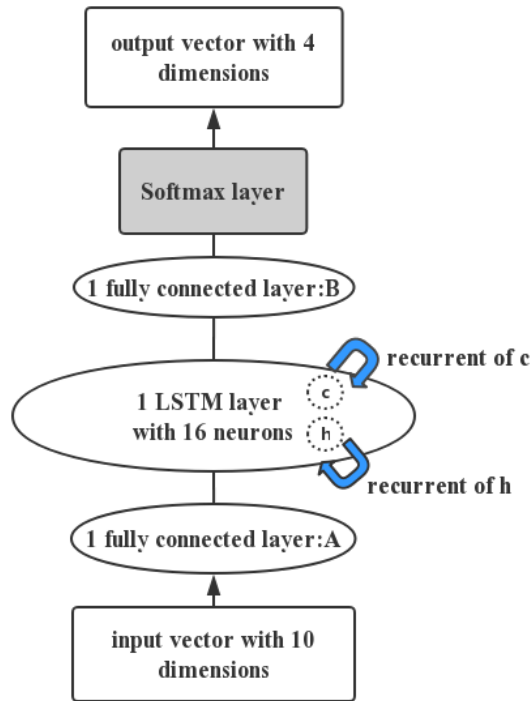 output vector with 4
dimensions
Softmax layer
1 fully connected layer:B
recurrent of c
c
1 LSTM layer
with 16 neurons
h
recurrent of h
1 fully connected layer:A
input vector with 10
dimensions